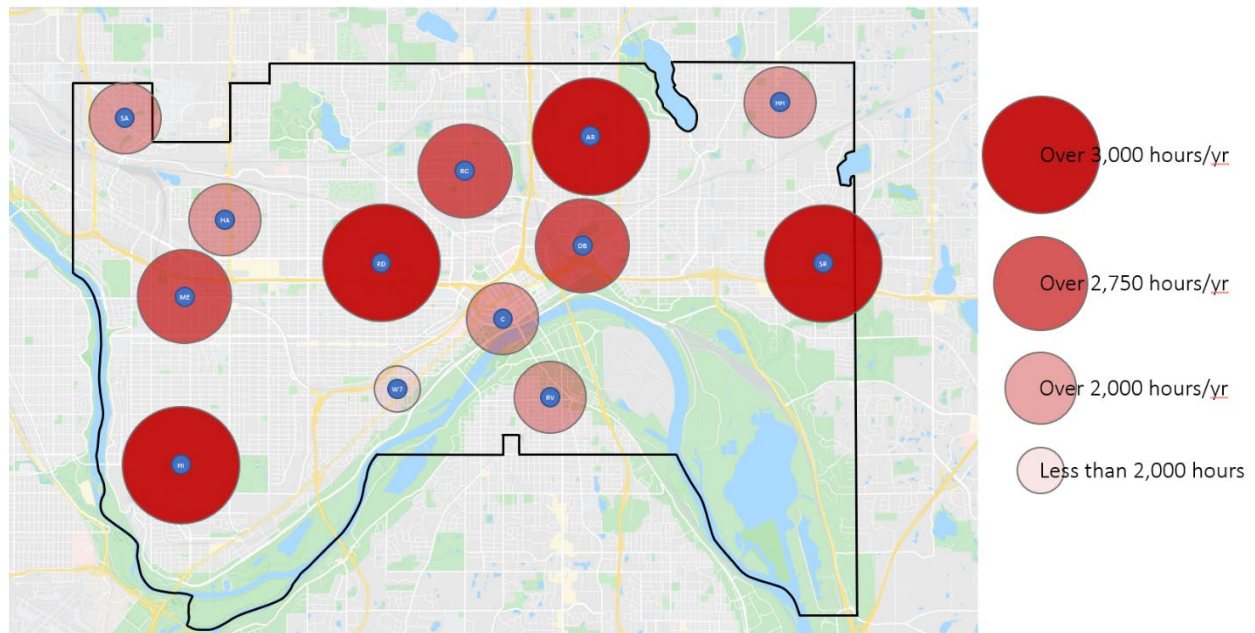 SA
HH
AR
RC
HA
DB
RD
SR
ME
C
W7
RV
HI
Over 3,000 hours/yr
Over 2,750 hours/yr
Over 2,000 hours/yr
Less than 2,000 hours